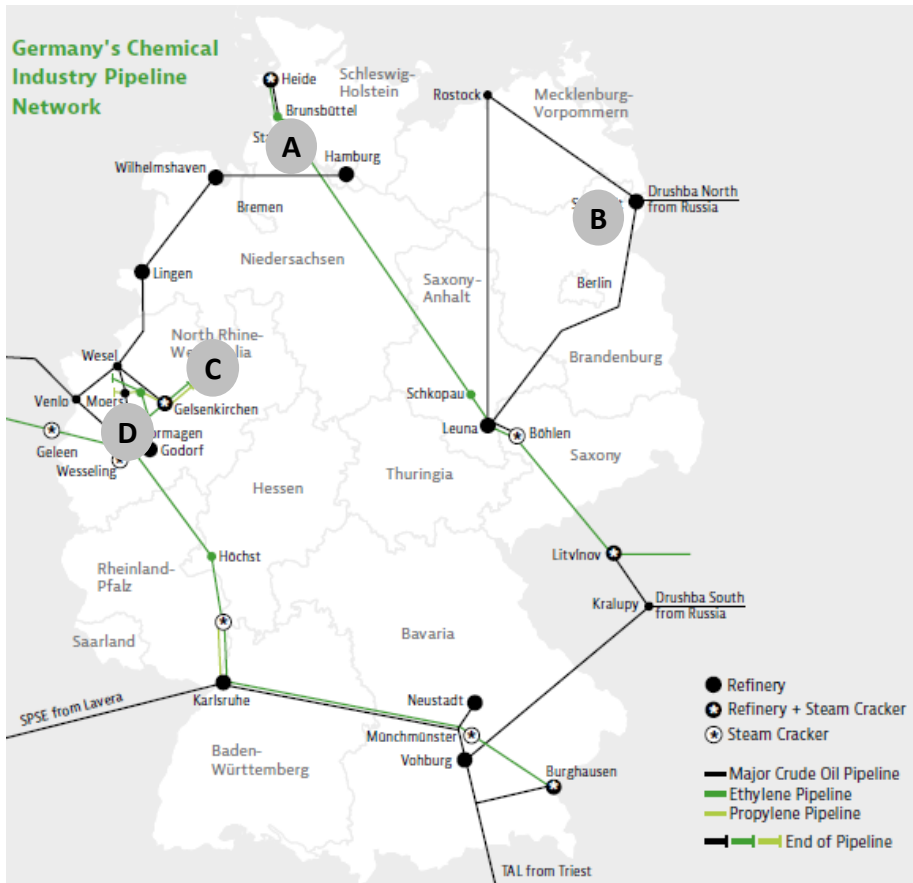 Germany's Chemical
Industry Pipeline
Network
Heide
Schleswig-
Holstein
Brunsbüttel
A
Hamburg
Rostock
Mecklenburg-
Vorpommern
Wilhelmshaven
Bremen
B
Drushba North
from Russia
Niedersachsen
Lingen
Saxony-
Anhalt
Berlin
North Rhine-
C
Wesel
Brandenburg
Venlo
Moers
Gelsenkirchen
Schkopau
D
Leuna
Böhlen
Geleen
Godorf
Wesseling
Saxony
Hessen
Thuringia
Höchst
Litvlnov
Rheinland-
Pfalz
Kralupy
Drushba South
from Russia
Saarland
Bavaria
Karlsruhe
SPSE from Lavera
Neustadt
Münchmünster
Vohburg
Baden-
Württemberg
Burghausen
TAL from Triest
Refinery
Refinery + Steam Cracker
Steam Cracker
Major Crude Oil Pipeline
Ethylene Pipeline
Propylene Pipeline
End of Pipeline